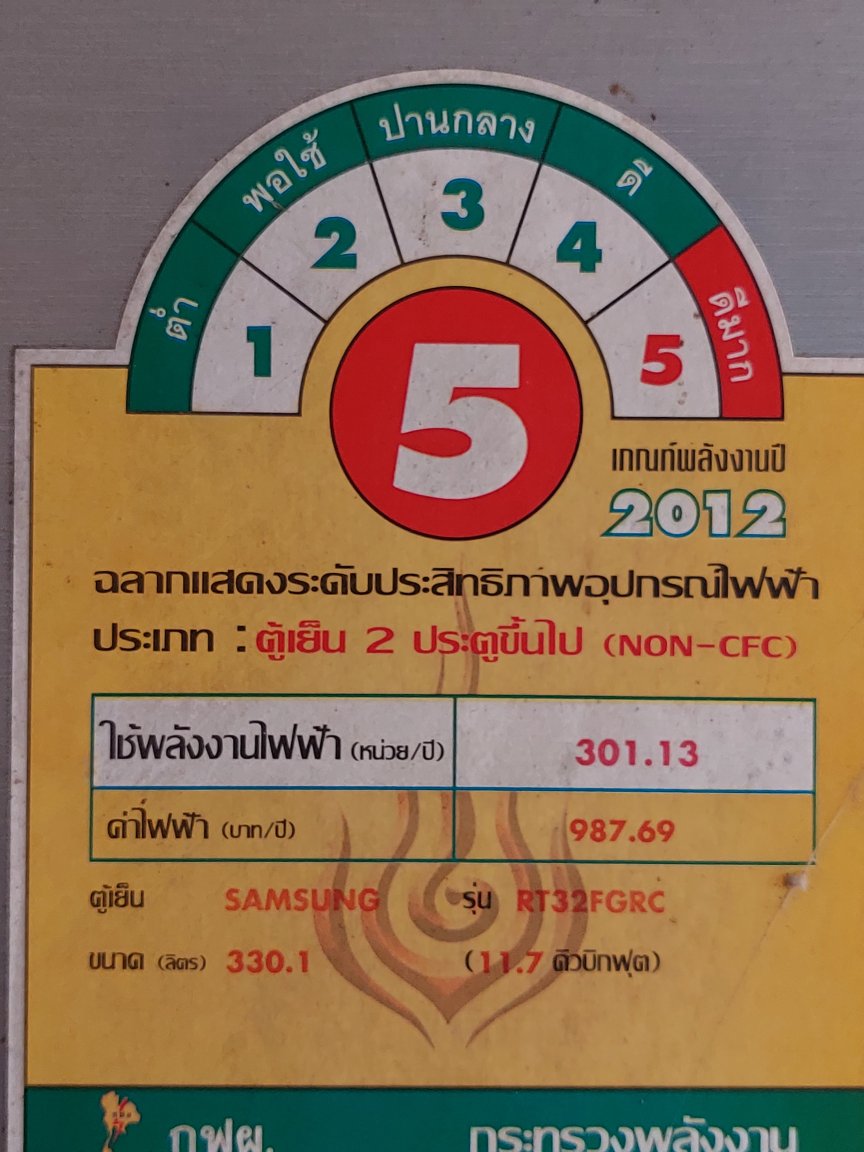 ต่ำ พอใช้ ปานกลาง ดี ดีมาก
1 2 3 4 5
5
เกณฑ์พลังงานปี
2012
ฉลากแสดงระดับประสิทธิภาพอุปกรณ์ไฟฟ้า
ประเภท : ตู้เย็น 2 ประตูขึ้นไป (NON-CFC)
ใช้พลังงานไฟฟ้า (หน่วย/ปี) 301.13
ค่าไฟฟ้า (บาท/ปี) 987.69
ตู้เย็น SAMSUNG รุ่น RT32FGRC
ขนาด (ลิตร) 330.1 (11.7 คิวบิกฟุต)
กฟผ. กระทรวงพลังงาน